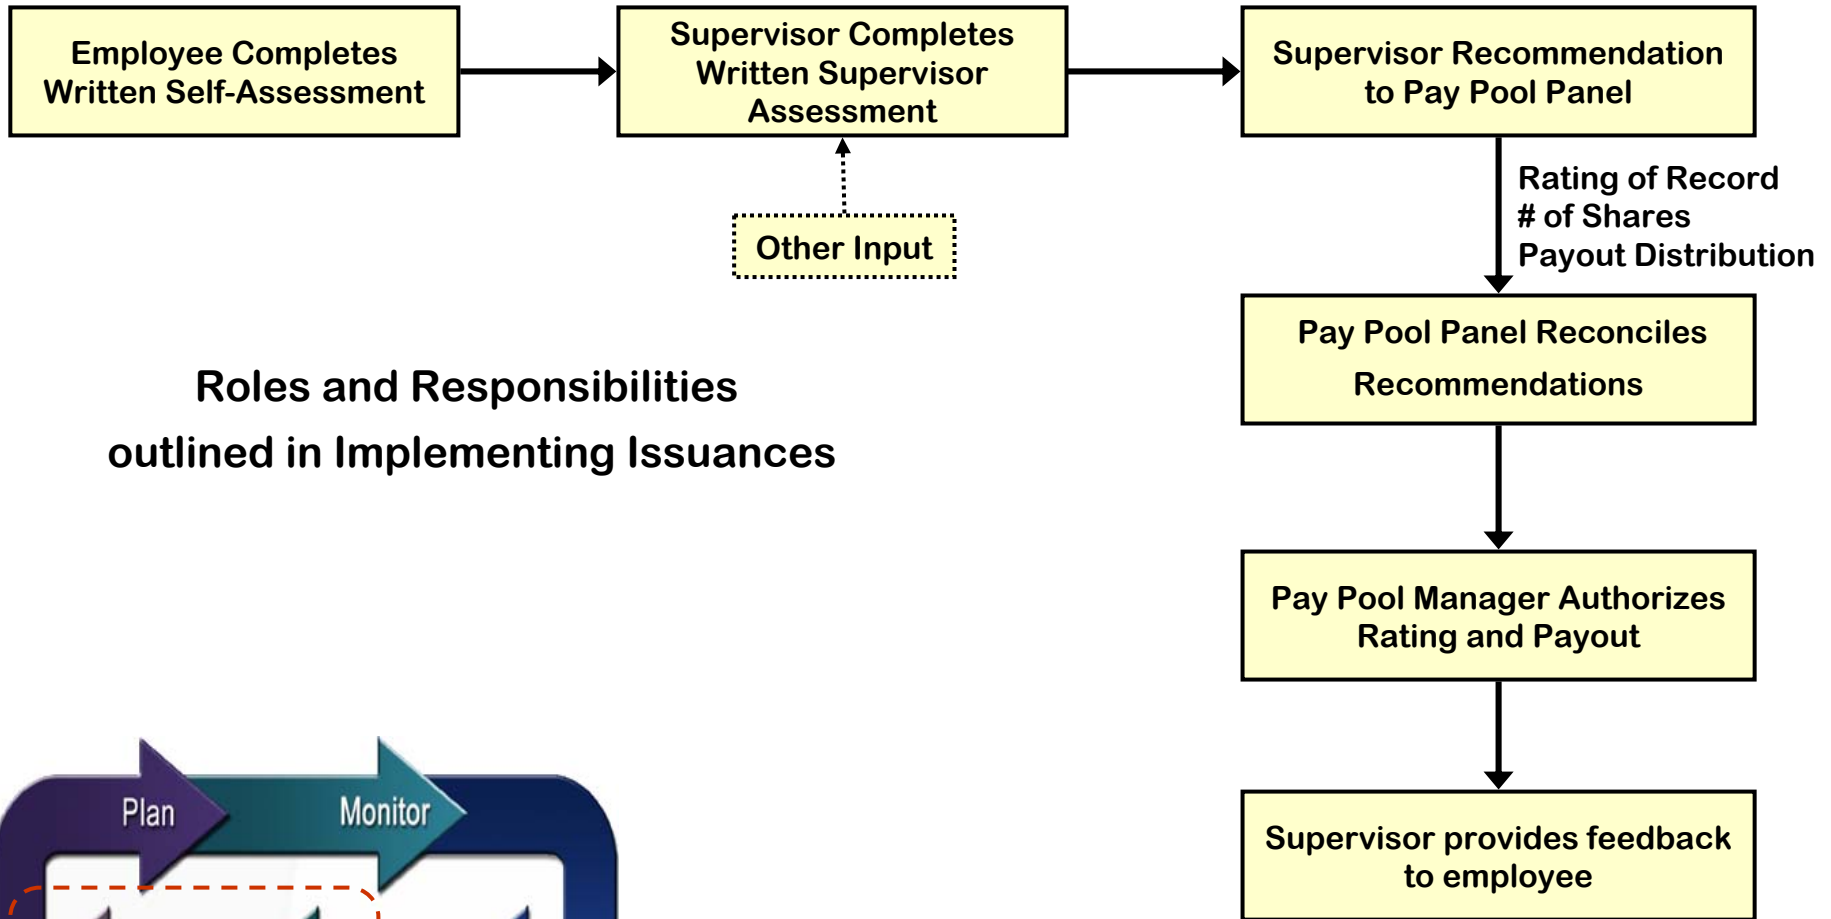 Employee Completes
Written Self-Assessment
Supervisor Completes
Written Supervisor
Assessment
Supervisor Recommendation
to Pay Pool Panel
Other Input
Rating of Record
# of Shares
Payout Distribution
Pay Pool Panel Reconciles
Recommendations
Roles and Responsibilities
outlined in Implementing Issuances
Pay Pool Manager Authorizes
Rating and Payout
Plan
Monitor
Supervisor provides feedback
to employee